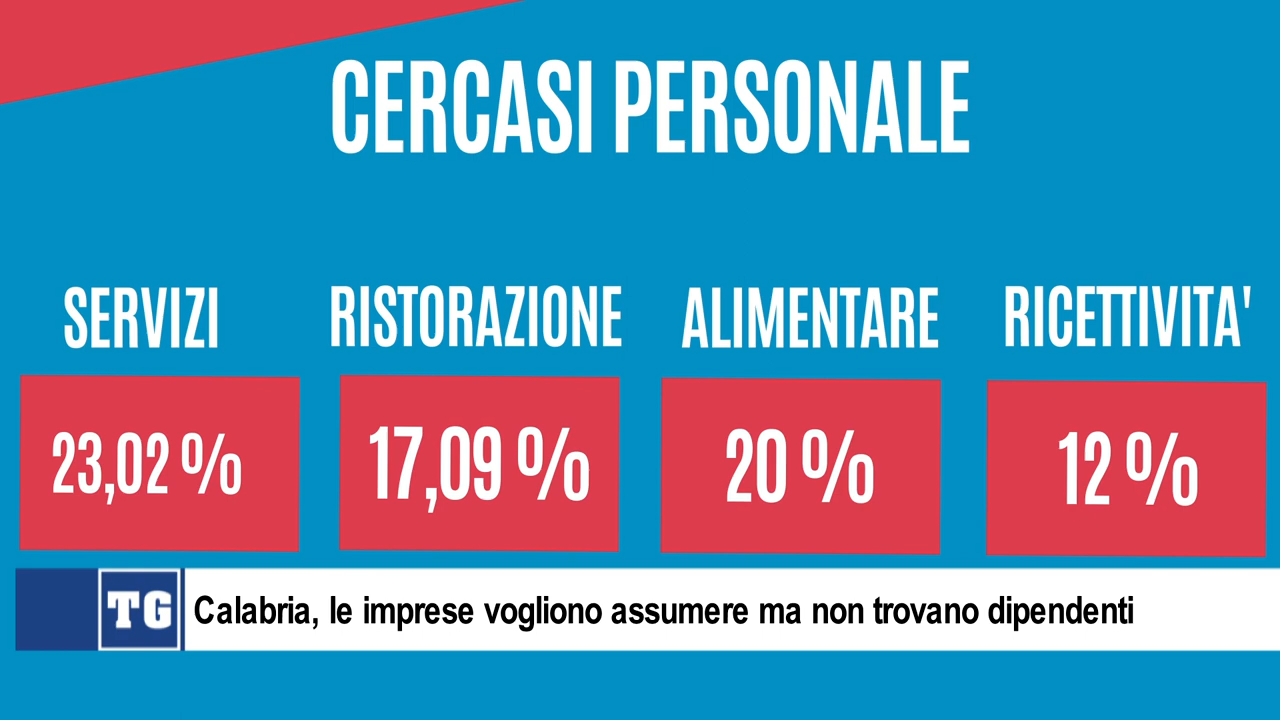 CERCASI PERSONALE
SERVIZI RISTORAZIONE ALIMENTARE RICETTIVITA'
23,02 % 17,09 % 20 % 12 %
TG Calabria, le imprese vogliono assumere ma non trovano dipendenti